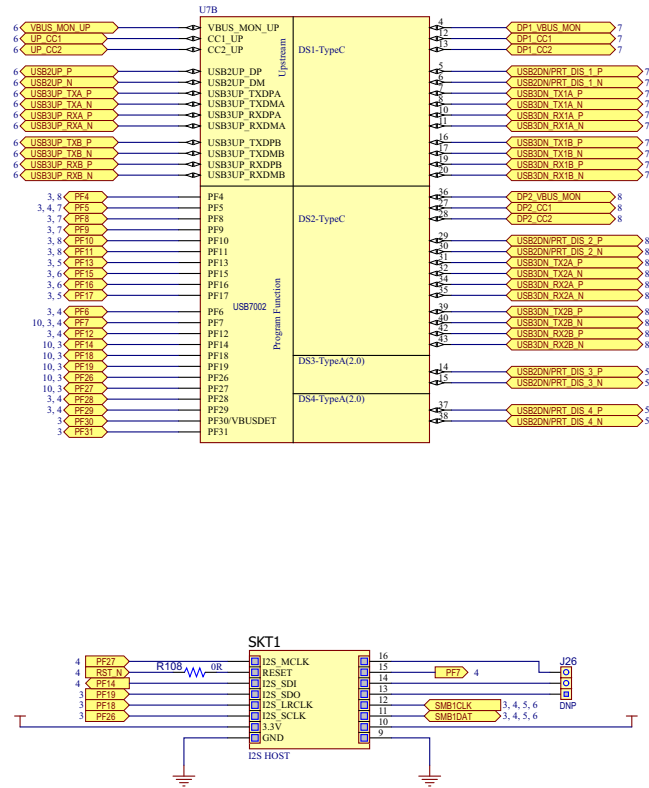 U7B
6 VBUS_MON_UP VBUS_MON_UP 4 DP1_VBUS_MON 7
6 UP_CC1 CC1_UP 12 DP1_CC1 7
6 UP_CC2 CC2_UP DS1-TypeC 13 DP1_CC2 7
Upstream
6 USB2UP_P USB2UP_DP 5 USB2DN/PRT_DIS_1_P 7
6 USB2UP_N USB2UP_DM 6 USB2DN/PRT_DIS_1_N 7
6 USB3UP_TXA_P USB3UP_TXDPA 7 USB3DN_TX1A_P 7
6 USB3UP_TXA_N USB3UP_TXDMA 8 USB3DN_TX1A_N 7
6 USB3UP_RXA_P USB3UP_RXDPA 10 USB3DN_RX1A_P 7
6 USB3UP_RXA_N USB3UP_RXDMA 11 USB3DN_RX1A_N 7
6 USB3UP_TXB_P USB3UP_TXDPB 16 USB3DN_TX1B_P 7
6 USB3UP_TXB_N USB3UP_TXDMB 17 USB3DN_TX1B_N 7
6 USB3UP_RXB_P USB3UP_RXDPB 19 USB3DN_RX1B_P 7
6 USB3UP_RXB_N USB3UP_RXDMB 20 USB3DN_RX1B_N 7
3, 8 PF4 PF4 36 DP2_VBUS_MON 8
3, 4, 7 PF5 PF5 27 DP2_CC1
3, 7 PF8 PF8 DS2-TypeC 28 DP2_CC2 8
3, 7 PF9 PF9
3, 8 PF10 PF10 29 USB2DN/PRT_DIS_2_P 8
3, 8 PF11 PF11 30 USB2DN/PRT_DIS_2_N 8
3, 5 PF13 PF13 31 USB3DN_TX2A_P 8
3, 6 PF15 PF15 32 USB3DN_TX2A_N 8
3, 6 PF16 PF16 34 USB3DN_RX2A_P 8
3, 5 PF17 PF17 35 USB3DN_RX2A_N 8
USB7002
3, 4 PF6 PF6 39 USB3DN_TX2B_P 8
10, 3, 4 PF7 PF7 40 USB3DN_TX2B_N 8
3, 4 PF12 PF12 42 USB3DN_RX2B_P 8
10, 3 PF14 PF14 43 USB3DN_RX2B_N 8
Program Function
10, 3 PF18 PF18 DS3-TypeA(2.0)
10, 3 PF19 PF19 14 USB2DN/PRT_DIS_3_P 5
10, 3 PF26 PF26 15 USB2DN/PRT_DIS_3_N 5
10, 3 PF27 PF27
3, 4 PF28 PF28 DS4-TypeA(2.0)
3, 4 PF29 PF29 37 USB2DN/PRT_DIS_4_P 5
3 PF30 PF30/VBUSDET 38 USB2DN/PRT_DIS_4_N 5
3 PF31 PF31
SKT1
4 PF27 I2S_MCLK 16 J26
4 RST_N R108 0R RESET 15 PF7 4
4 PF14 I2S_SDI 14
3 PF19 I2S_SDO 13
3 PF18 I2S_LRCLK 12 SMB1CLK 3, 4, 5, 6 DNP
3 PF26 I2S_SCLK 11 SMB1DAT 3, 4, 5, 6
3.3V 10
GND 9
I2S HOST